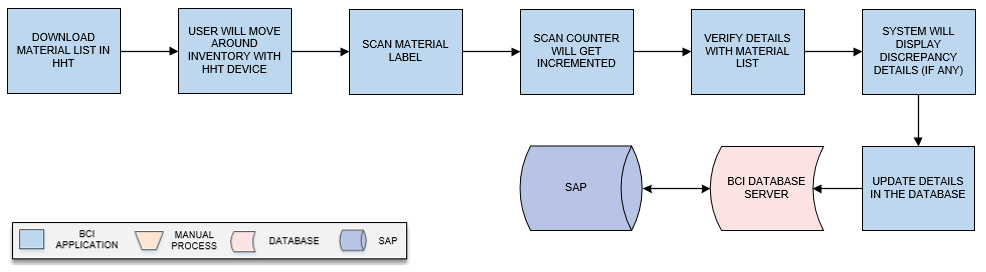 DOWNLOAD
MATERIAL LIST IN
HHT
USER WILL MOVE
AROUND
INVENTORY WITH
HHT DEVICE
SCAN MATERIAL
LABEL
SCAN COUNTER
WILL GET
INCREMENTED
VERIFY DETAILS
WITH MATERIAL
LIST
SYSTEM WILL
DISPLAY
DISCREPANCY
DETAILS (IF ANY)
SAP
BCI DATABASE
SERVER
UPDATE DETAILS
IN THE DATABASE
BCI
APPLICATION
MANUAL
PROCESS
DATABASE
SAP